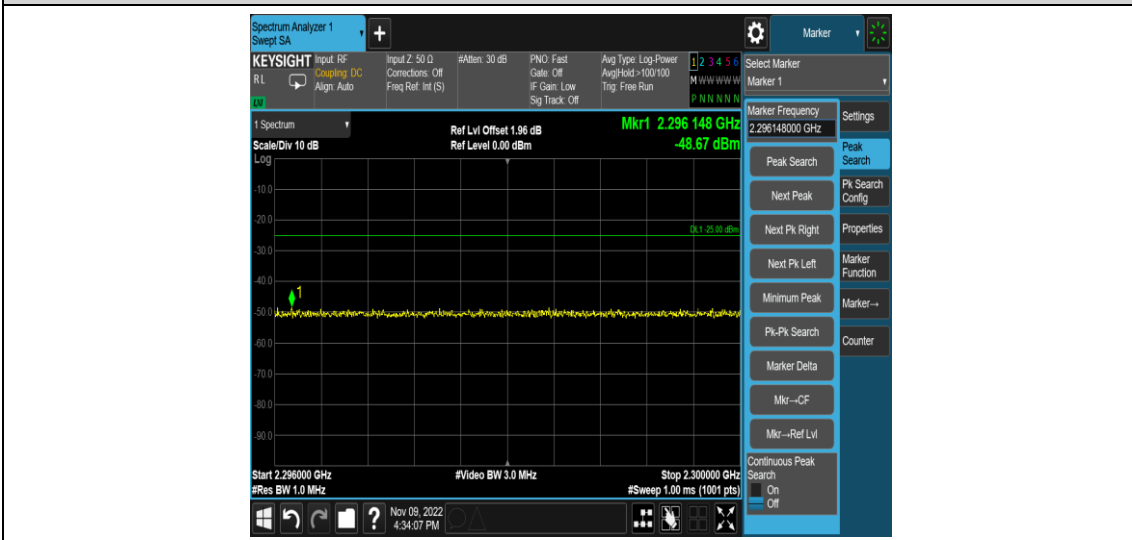 Spectrum Analyzer 1
Swept SA
+
Marker
KEYSIGHT
RL
LXI
Input: RF
Coupling: DC
Align: Auto
Input Z: 50 Ω
Corrections: Off
Freq Ref: Int (S)
#Atten: 30 dB
PNO: Fast
Gate: Off
IF Gain: Low
Sig Track: Off
Avg Type: Log-Power
Avg|Hold:>100/100
Trig: Free Run
1 2 3 4 5 6
M W W W W W
P N N N N N
Select Marker
Marker 1
1 Spectrum
Scale/Div 10 dB
Log
Ref Lvl Offset 1.96 dB
Ref Level 0.00 dBm
Mkr1 2.296 148 GHz
-48.67 dBm
-10.0
-20.0
DL1 -25.00 dBm
-30.0
-40.0
1
-50.0
-60.0
-70.0
-80.0
-90.0
Start 2.296000 GHz
#Res BW 1.0 MHz
#Video BW 3.0 MHz
Stop 2.300000 GHz
#Sweep 1.00 ms (1001 pts)
Marker Frequency
2.296148000 GHz
Peak Search
Next Peak
Next Pk Right
Next Pk Left
Minimum Peak
Pk-Pk Search
Marker Delta
Mkr→CF
Mkr→Ref Lvl
Continuous Peak
Search
On
Off
Settings
Peak
Search
Pk Search
Config
Properties
Marker
Function
Marker→
Counter
?
Nov 09, 2022
4:34:07 PM